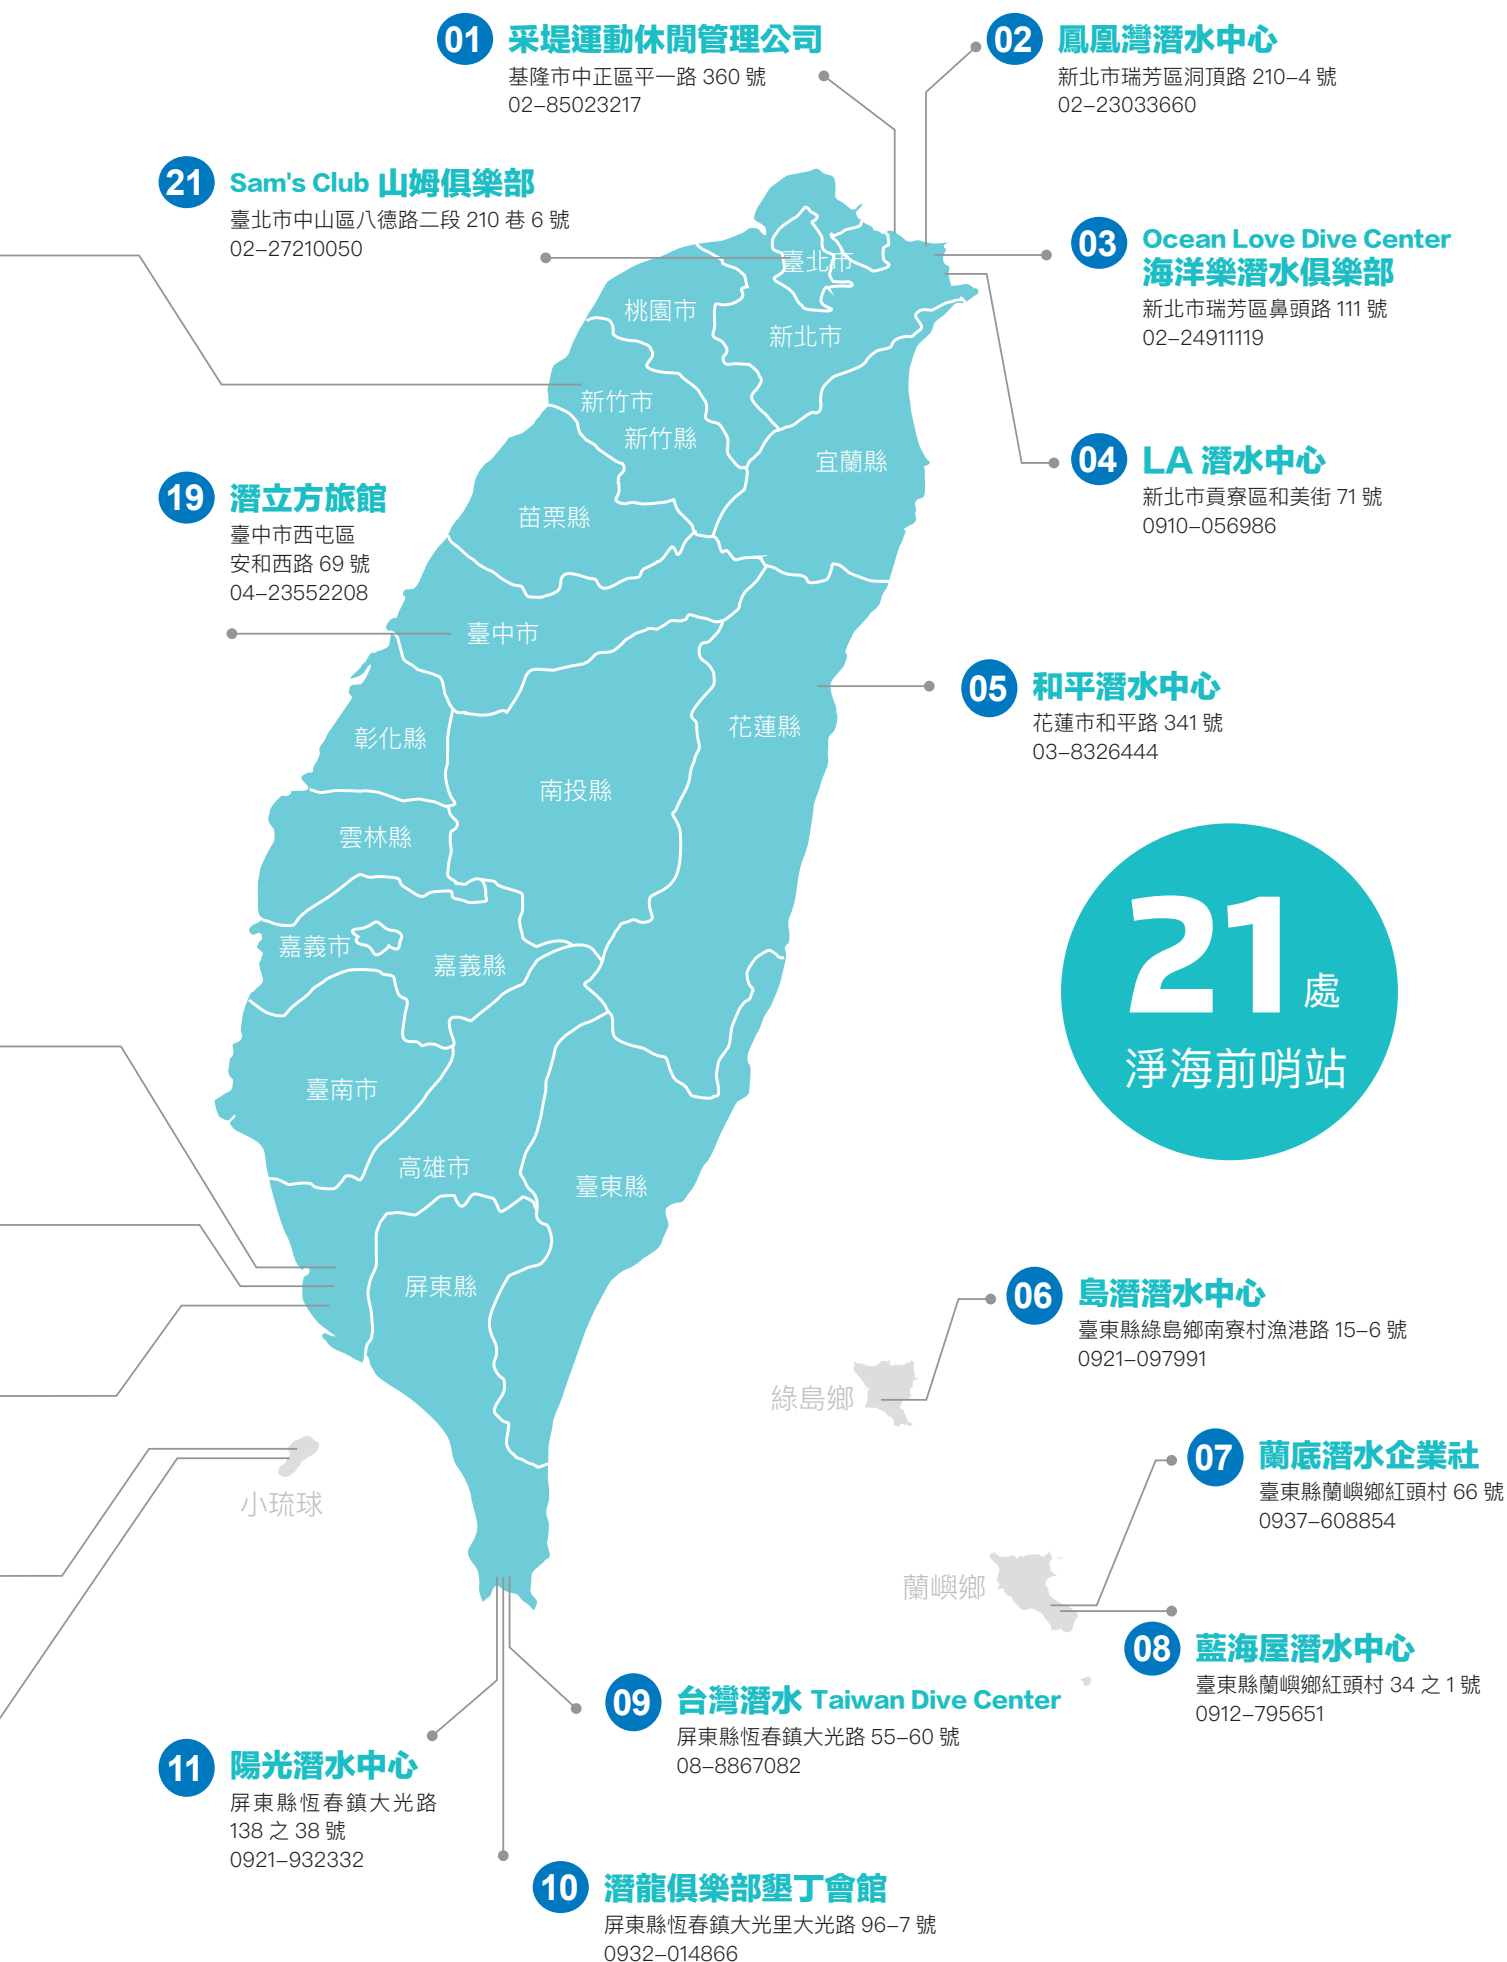 01 采堤運動休閒管理公司
基隆市中正區平一路 360 號
02-85023217
02 鳳凰灣潛水中心
新北市瑞芳區洞頂路 210-4 號
02-23033660
21 Sam's Club 山姆俱樂部
臺北市中山區八德路二段 210 巷 6 號
02-27210050
03 Ocean Love Dive Center
海洋樂潛水俱樂部
新北市瑞芳區鼻頭路 111 號
02-24911119
臺北市
桃園市
新北市
新竹市
新竹縣
宜蘭縣
04 LA 潛水中心
新北市貢寮區和美街 71 號
0910-056986
19 潛立方旅館
臺中市西屯區
安和西路 69 號
04-23552208
苗栗縣
臺中市
05 和平潛水中心
花蓮市和平路 341 號
03-8326444
彰化縣
花蓮縣
南投縣
雲林縣
嘉義市
嘉義縣
21 處
淨海前哨站
臺南市
高雄市
臺東縣
屏東縣
06 島潛潛水中心
臺東縣綠島鄉南寮村漁港路 15-6 號
0921-097991
綠島鄉
07 蘭底潛水企業社
臺東縣蘭嶼鄉紅頭村 66 號
0937-608854
小琉球
蘭嶼鄉
08 藍海屋潛水中心
臺東縣蘭嶼鄉紅頭村 34 之 1 號
0912-795651
09 台灣潛水 Taiwan Dive Center
屏東縣恆春鎮大光路 55-60 號
08-8867082
11 陽光潛水中心
屏東縣恆春鎮大光路
138 之 38 號
0921-932332
10 潛龍俱樂部墾丁會館
屏東縣恆春鎮大光里大光路 96-7 號
0932-014866